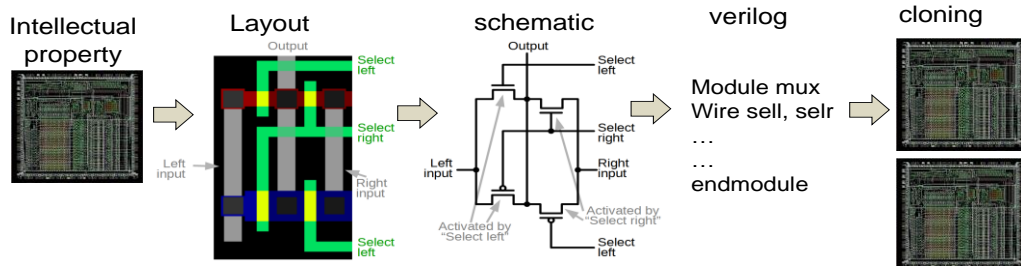 Intellectual
property
Layout
Output
Select
left
Select
right
Left
input
Right
input
Select
left
schematic
Output
Select
left
Select
right
Left
input
Right
input
Activated by
“Select left”
Activated by
“Select right”
Select
left
verilog
Module mux
Wire sell, selr
…
…
endmodule
cloning